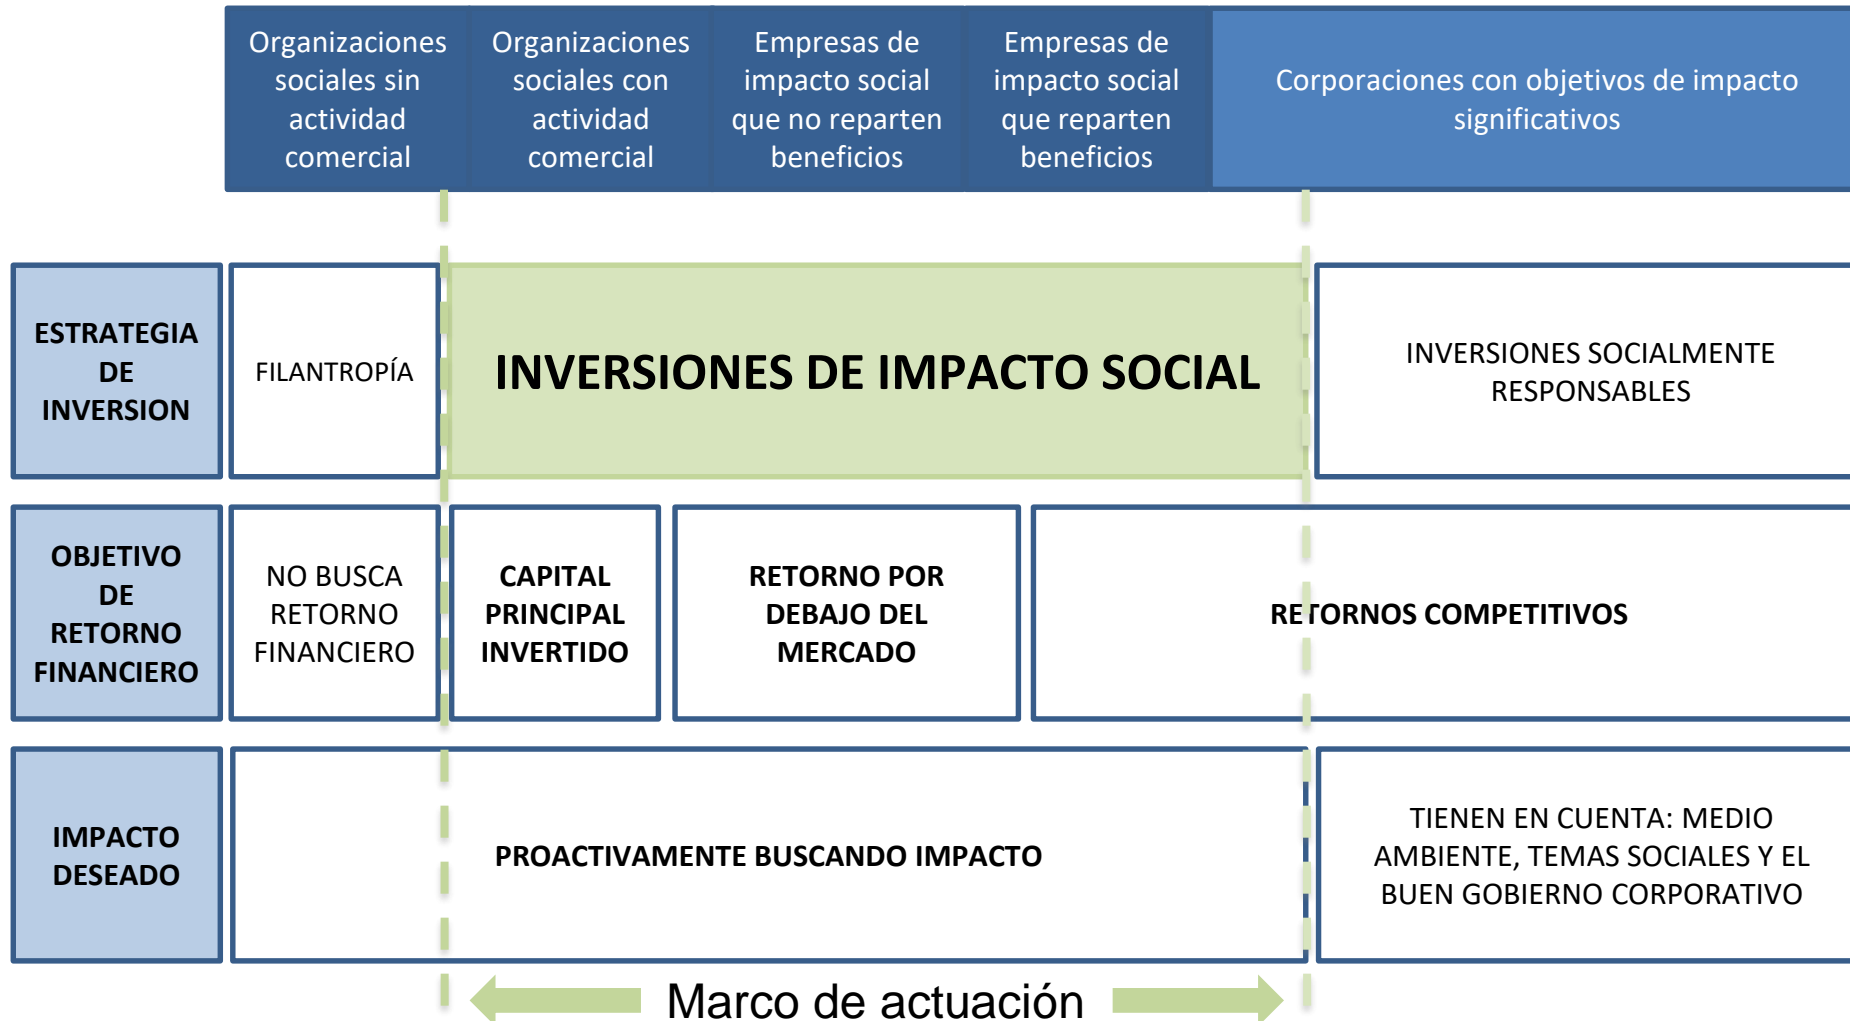 Organizaciones
sociales sin
actividad
comercial
Organizaciones
sociales con
actividad
comercial
Empresas de
impacto social
que no reparten
beneficios
Empresas de
impacto social
que reparten
beneficios
Corporaciones con objetivos de impacto
significativos
ESTRATEGIA
DE
INVERSION
FILANTROPÍA
INVERSIONES DE IMPACTO SOCIAL
INVERSIONES SOCIALMENTE
RESPONSABLES
OBJETIVO
DE
RETORNO
FINANCIERO
NO BUSCA
RETORNO
FINANCIERO
CAPITAL
PRINCIPAL
INVERTIDO
RETORNO POR
DEBAJO DEL
MERCADO
RETORNOS COMPETITIVOS
IMPACTO
DESEADO
PROACTIVAMENTE BUSCANDO IMPACTO
TIENEN EN CUENTA: MEDIO
AMBIENTE, TEMAS SOCIALES Y EL
BUEN GOBIERNO CORPORATIVO
Marco de actuación